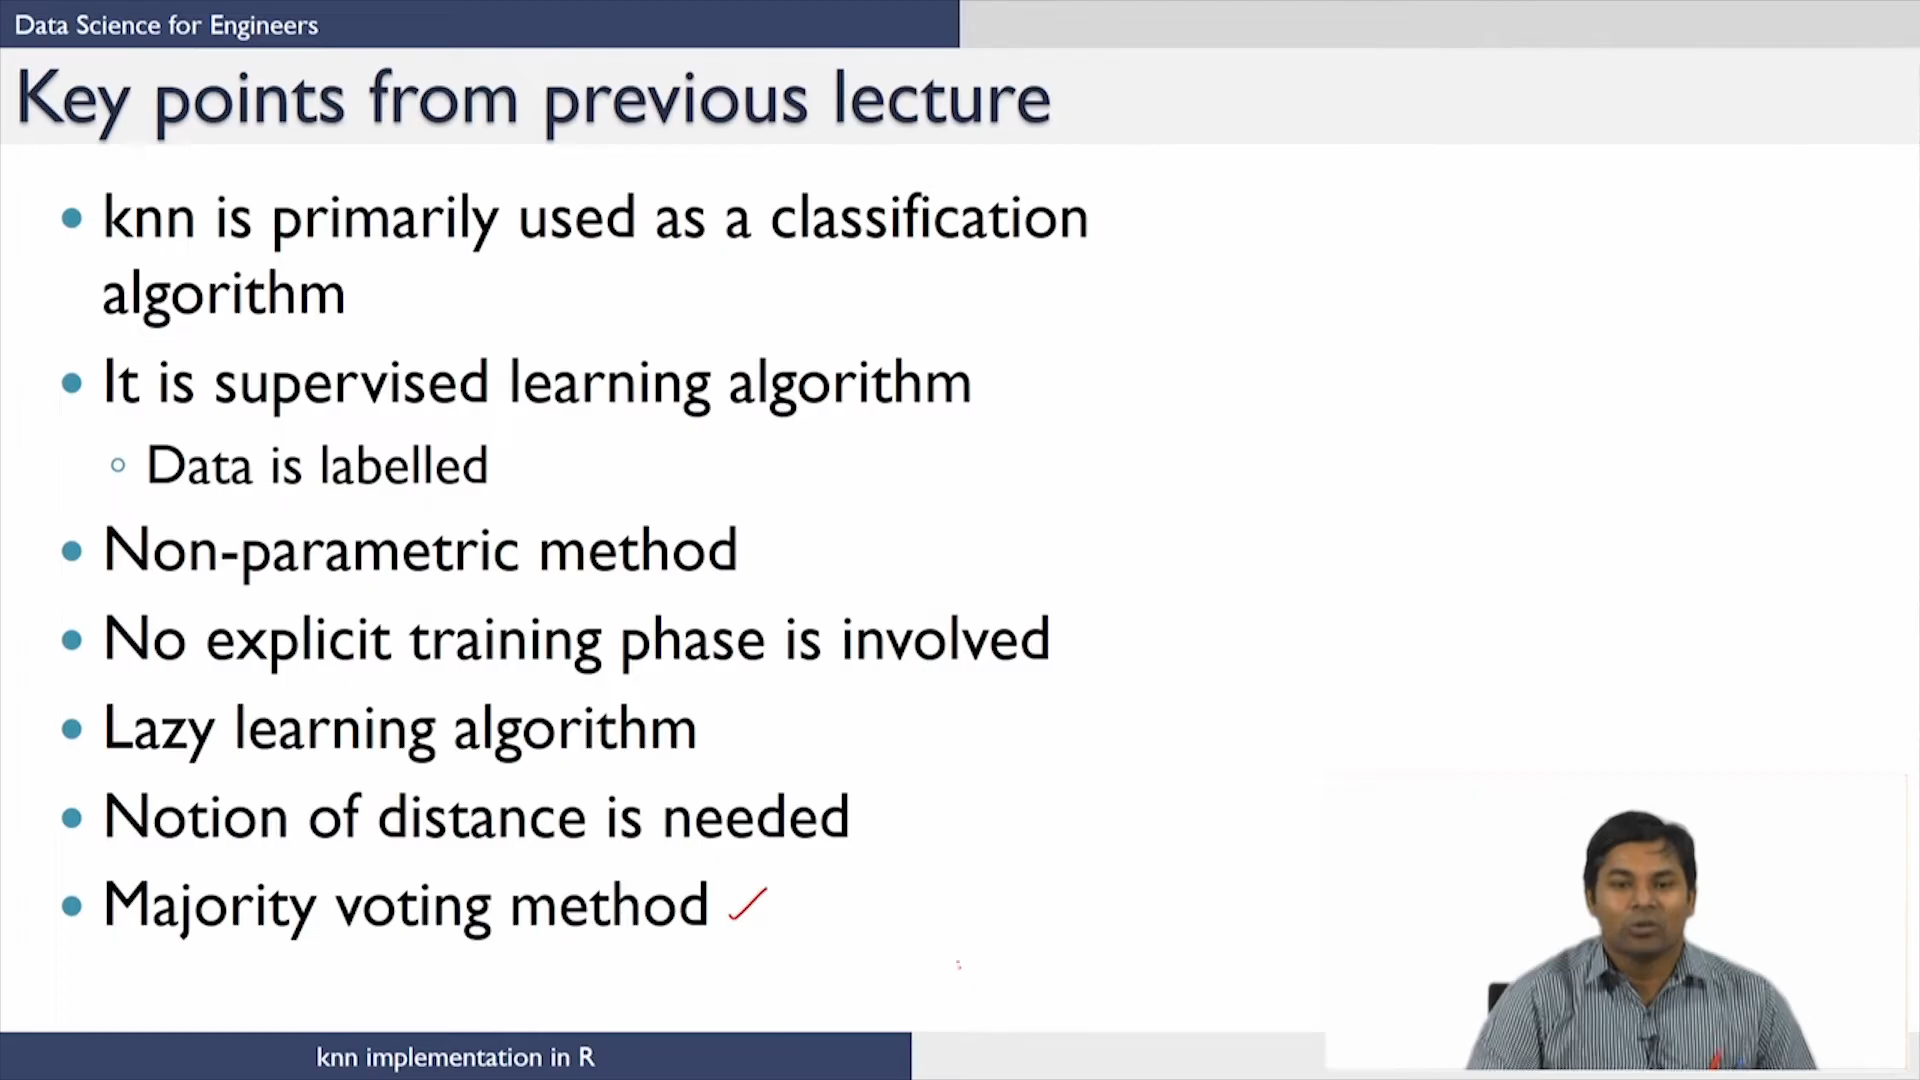 Data Science for Engineers
Key points from previous lecture
• knn is primarily used as a classification
algorithm
• It is supervised learning algorithm
◦ Data is labelled
• Non-parametric method
• No explicit training phase is involved
• Lazy learning algorithm
• Notion of distance is needed
• Majority voting method
knn implementation in R